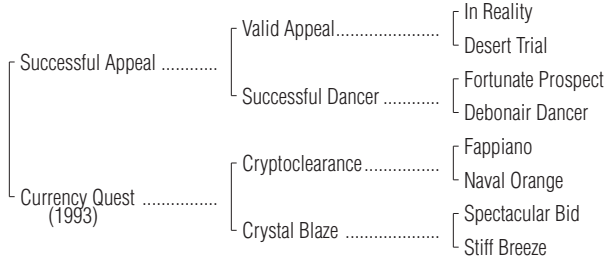 In Reality
Valid Appeal....................
Desert Trial
Successful Appeal ............
Fortunate Prospect
Successful Dancer ............
Debonair Dancer
Fappiano
Cryptoclearance................
Naval Orange
Currency Quest ................
(1993)
Spectacular Bid
Crystal Blaze ....................
Stiff Breeze